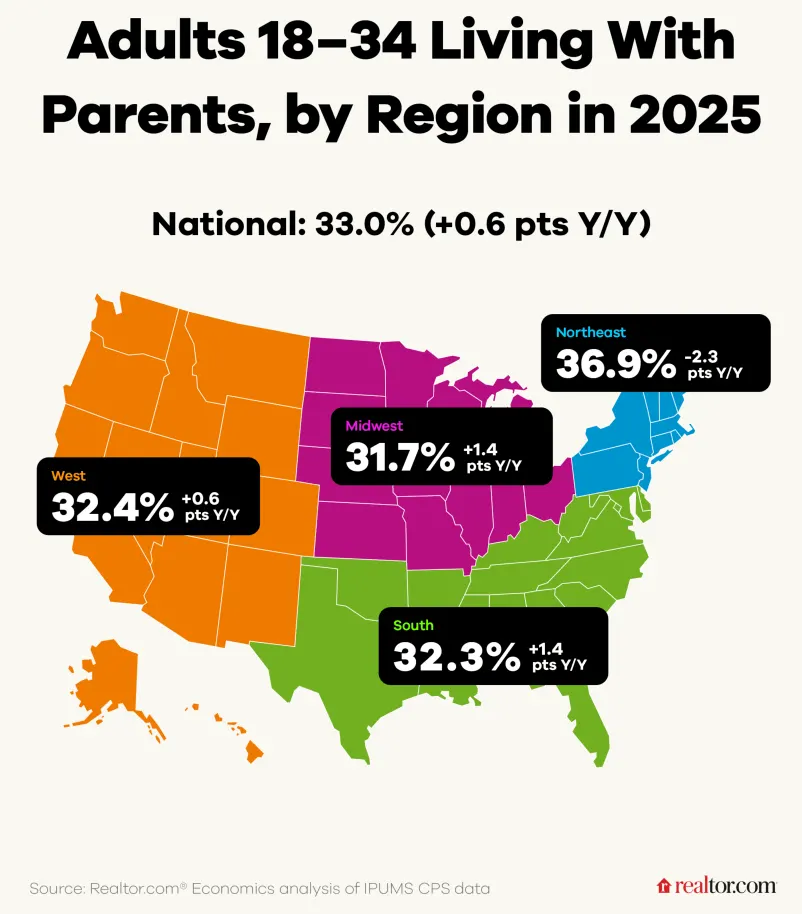 Adults 18–34 Living With
Parents, by Region in 2025
National: 33.0% (+0.6 pts Y/Y)
Northeast
36.9% -2.3
pts Y/Y
Midwest
31.7% +1.4
pts Y/Y
West
32.4% +0.6
pts Y/Y
South
32.3% +1.4
pts Y/Y
Source: Realtor.com® Economics analysis of IPUMS CPS data
r realtor.com